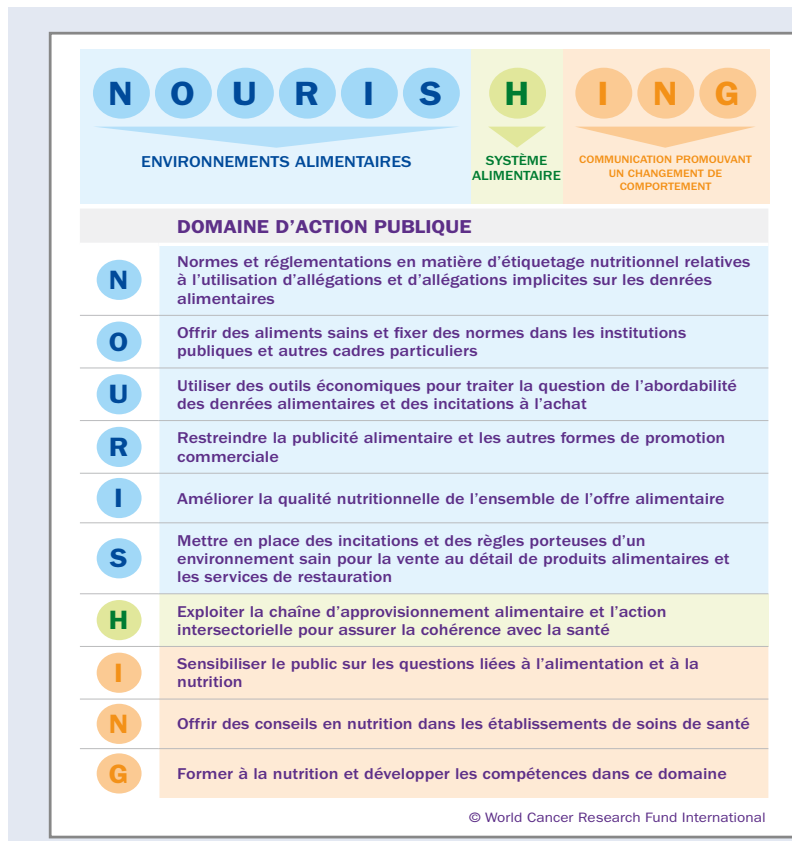 N O U R I S H I N G
ENVIRONNEMENTS ALIMENTAIRES
SYSTÈME
ALIMENTAIRE
COMMUNICATION PROMOUVANT
UN CHANGEMENT DE
COMPORTEMENT
DOMAINE D’ACTION PUBLIQUE
N
Normes et réglementations en matière d’étiquetage nutritionnel relatives
à l’utilisation d’allégations et d’allégations implicites sur les denrées
alimentaires
O
Offrir des aliments sains et fixer des normes dans les institutions
publiques et autres cadres particuliers
U
Utiliser des outils économiques pour traiter la question de l’abordabilité
des denrées alimentaires et des incitations à l’achat
R
Restreindre la publicité alimentaire et les autres formes de promotion
commerciale
I
Améliorer la qualité nutritionnelle de l’ensemble de l’offre alimentaire
S
Mettre en place des incitations et des règles porteuses d’un
environnement sain pour la vente au détail de produits alimentaires et
les services de restauration
H
Exploiter la chaîne d’approvisionnement alimentaire et l’action
intersectorielle pour assurer la cohérence avec la santé
I
Sensibiliser le public sur les questions liées à l’alimentation et à la
nutrition
N
Offrir des conseils en nutrition dans les établissements de soins de santé
G
Former à la nutrition et développer les compétences dans ce domaine
© World Cancer Research Fund International